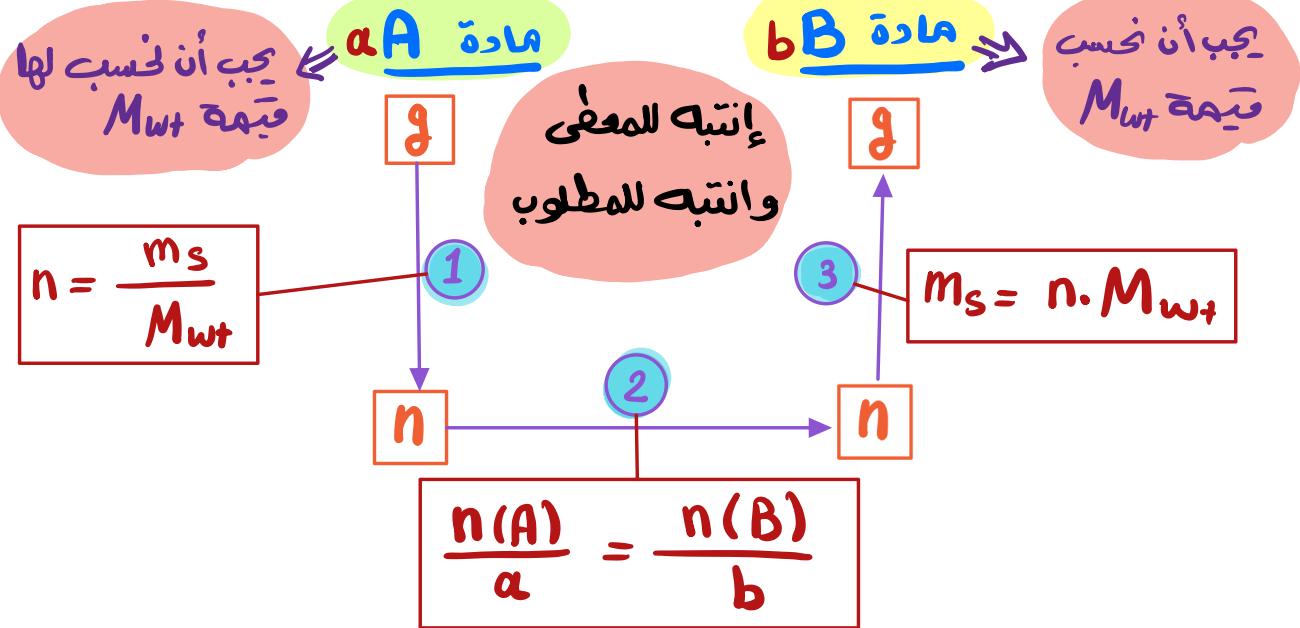 مادة aA
مادة bB
يجب أن نحسب لها
قيمة Mwt
يجب أن نحسب
قيمة Mwt
g
g
إنتبه للمعطى
وانتبه للمطلوب
n = ms / Mwt
1
3
ms = n. Mwt
2
n
n
n(A) / a = n(B) / b